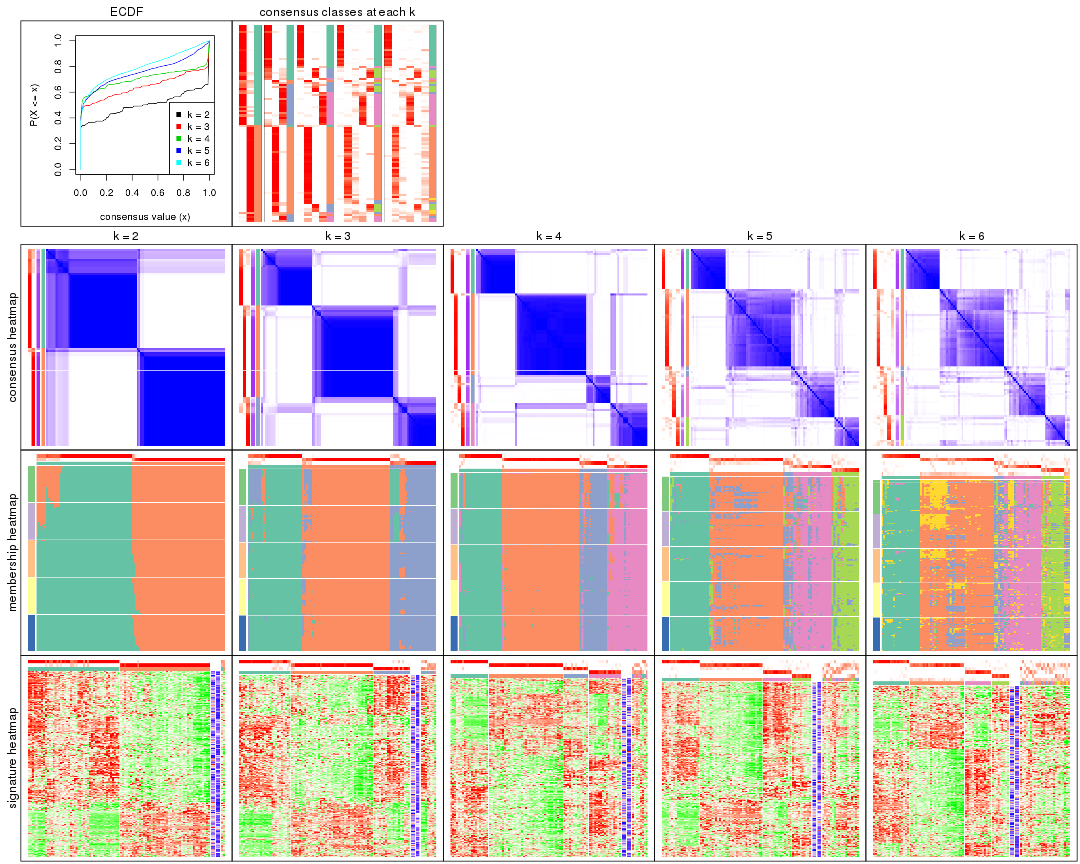 ECDF
consensus classes at each k
P(X <= x)
0.0 0.2 0.4 0.6 0.8 1.0
k = 2
k = 3
k = 4
k = 5
k = 6
0.0 0.2 0.4 0.6 0.8 1.0
consensus value (x)
k = 2
k = 3
k = 4
k = 5
k = 6
consensus heatmap
membership heatmap
signature heatmap